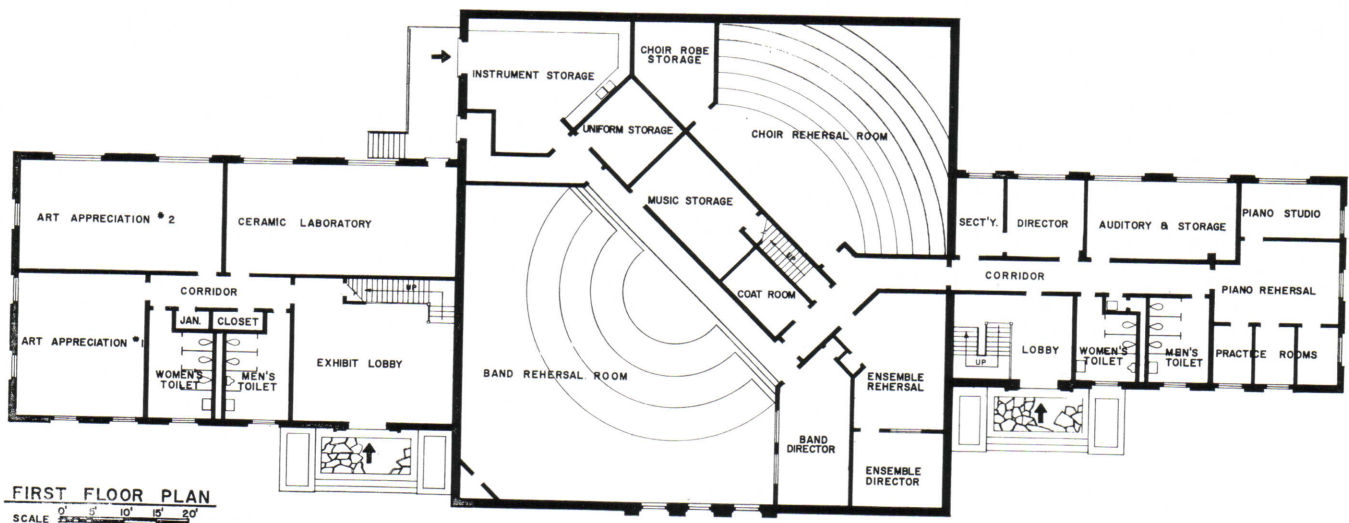 CHOIR ROBE
STORAGE
INSTRUMENT STORAGE
UNIFORM STORAGE
CHOIR REHERSAL ROOM
MUSIC STORAGE
UP
COAT ROOM
ART APPRECIATION #2
CERAMIC LABORATORY
CORRIDOR
UP
JAN.
CLOSET
ART APPRECIATION #1
WOMEN'S
TOILET
MEN'S
TOILET
EXHIBIT LOBBY
BAND REHERSAL ROOM
SECT'Y.
DIRECTOR
AUDITORY & STORAGE
PIANO STUDIO
CORRIDOR
PIANO REHERSAL
UP
LOBBY
WOMEN'S
TOILET
MEN'S
TOILET
PRACTICE ROOMS
ENSEMBLE
REHERSAL
BAND
DIRECTOR
ENSEMBLE
DIRECTOR
FIRST FLOOR PLAN
SCALE 0' 5' 10' 15' 20'